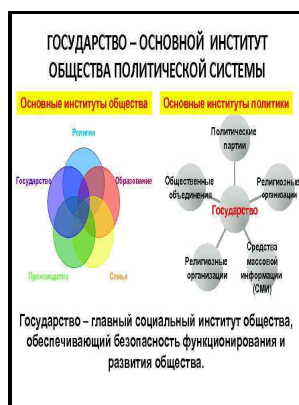 ГОСУДАРСТВО – ОСНОВНОЙ ИНСТИТУТ
ОБЩЕСТВА ПОЛИТИЧЕСКОЙ СИСТЕМЫ
Основные институты общества
Основные институты политики
Религия
Государство
Образование
Производство
Семья
Политические
партии
Общественные
объединения
Религиозные
организации
Государство
Религиозные
организации
Средства
массовой
информации
(СМИ)
Государство – главный социальный институт общества,
обеспечивающий безопасность функционирования и
развития общества.